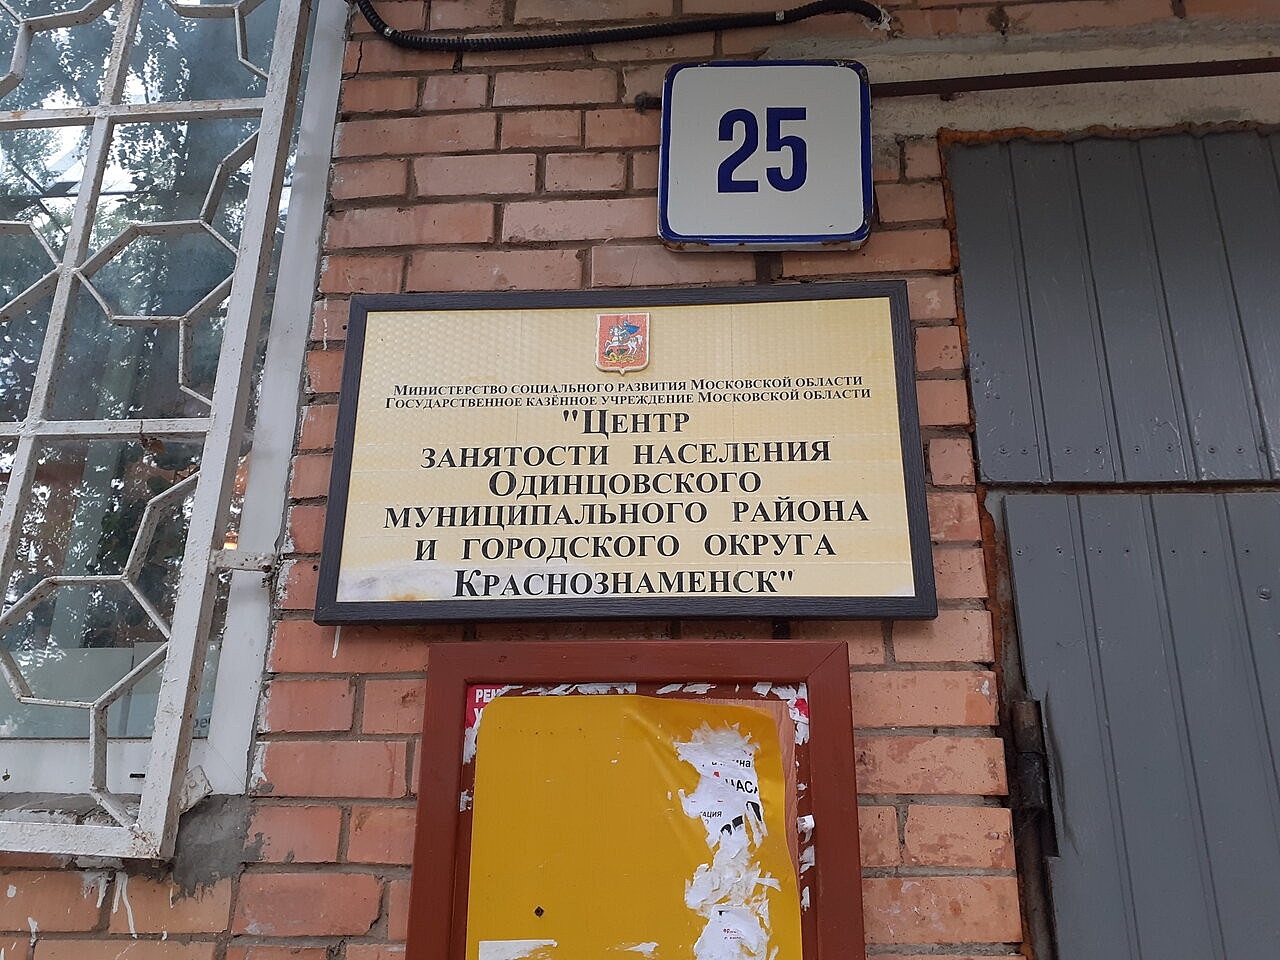 25
Министерство социального развития Московской области
Государственное казённое учреждение Московской области
"Центр
занятости населения
Одинцовского
муниципального района
и городского округа
Краснознаменск"